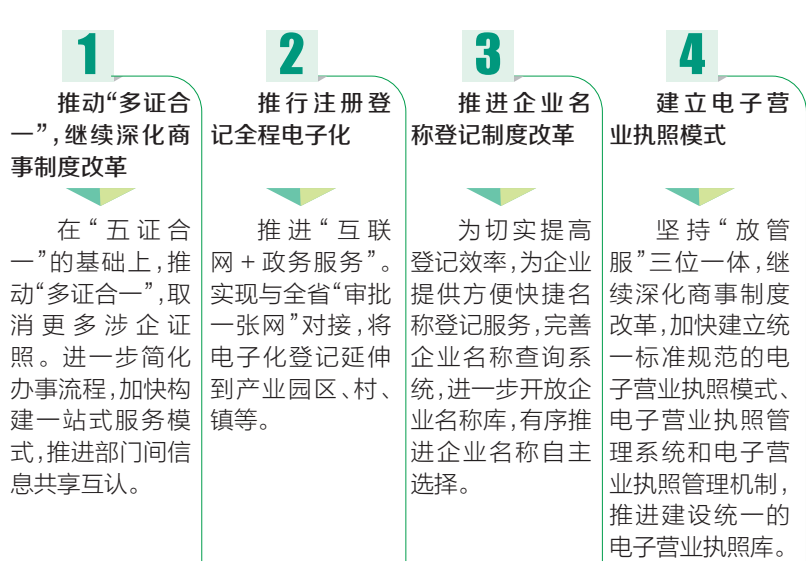 1
推动“多证合
一”,继续深化商
事制度改革
在“五证合
一”的基础上,推
动“多证合一”,取
消更多涉企证
照。进一步简化
办事流程,加快构
建一站式服务模
式,推进部门间信
息共享互认。
2
推行注册登
记全程电子化
推进“互联
网+政务服务”。
实现与全省“审批
一张网”对接,将
电子化登记延伸
到产业园区、村、
镇等。
3
推进企业名
称登记制度改革
为切实提高
登记效率,为企业
提供方便快捷名
称登记服务,完善
企业名称查询系
统,进一步开放企
业名称库,有序推
进企业名称自主
选择。
4
建立电子营
业执照模式
坚持“放管
服”三位一体,继
续深化商事制度
改革,加快建立统
一标准规范的电
子营业执照模式、
电子营业执照管
理系统和电子营
业执照管理机制,
推进建设统一的
电子营业执照库。